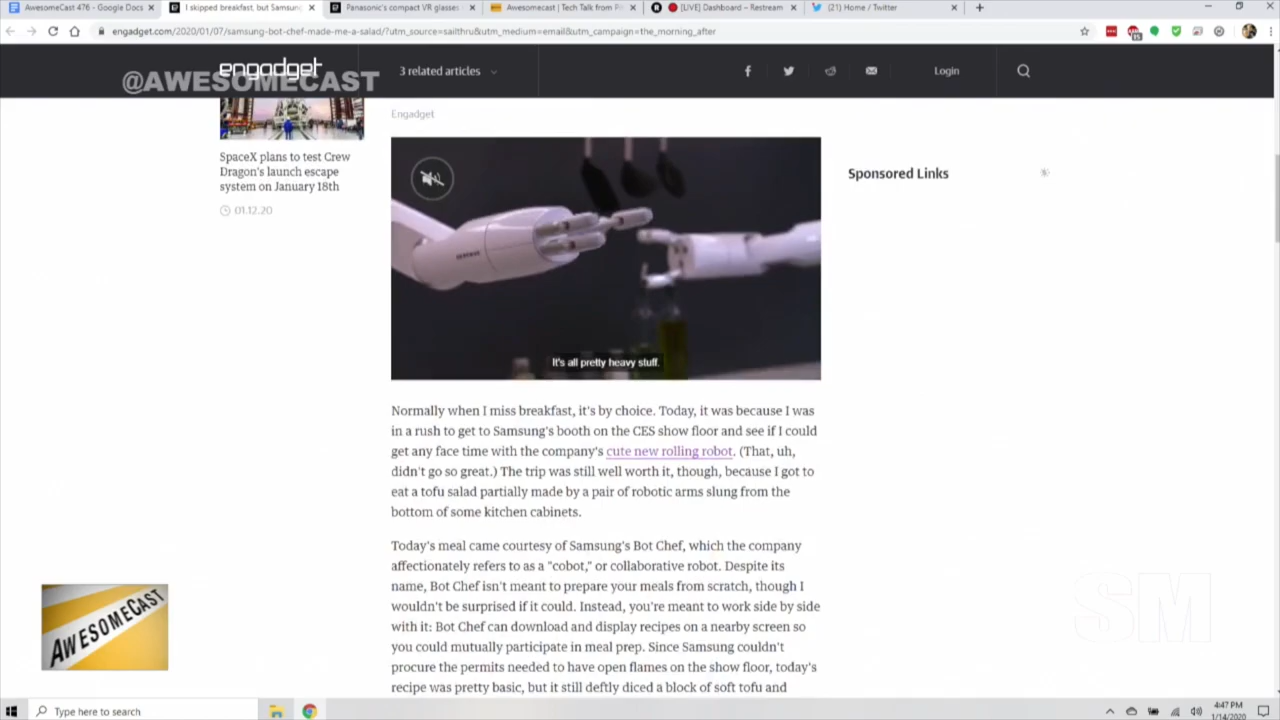 AwesomeCast 476 - Google Docs
I skipped breakfast, but Samsung
Panasonic's compact VR glasses
Awesomecast | Tech Talk from Pi
[LIVE] Dashboard – Restream
(21) Home / Twitter
engadget.com/2020/01/07/samsung-bot-chef-made-me-a-salad/?utm_source=sailthru&utm_medium=email&utm_campaign=the_morning_after
engadget
@AWESOMECAST
3 related articles
Login
SpaceX plans to test Crew
Dragon's launch escape
system on January 18th
01.12.20
Engadget
It's all pretty heavy stuff.
Sponsored Links
Normally when I miss breakfast, it's by choice. Today, it was because I was
in a rush to get to Samsung's booth on the CES show floor and see if I could
get any face time with the company's cute new rolling robot. (That, uh,
didn't go so great.) The trip was still well worth it, though, because I got to
eat a tofu salad partially made by a pair of robotic arms slung from the
bottom of some kitchen cabinets.
Today's meal came courtesy of Samsung's Bot Chef, which the company
affectionately refers to as a "cobot," or collaborative robot. Despite its
name, Bot Chef isn't meant to prepare your meals from scratch, though I
wouldn't be surprised if it could. Instead, you're meant to work side by side
with it: Bot Chef can download and display recipes on a nearby screen so
you could mutually participate in meal prep. Since Samsung couldn't
procure the permits needed to have open flames on the show floor, today's
recipe was pretty basic, but it still deftly diced a block of soft tofu and
AWESOMECAST
SM
Type here to search
4:47 PM
1/14/2020